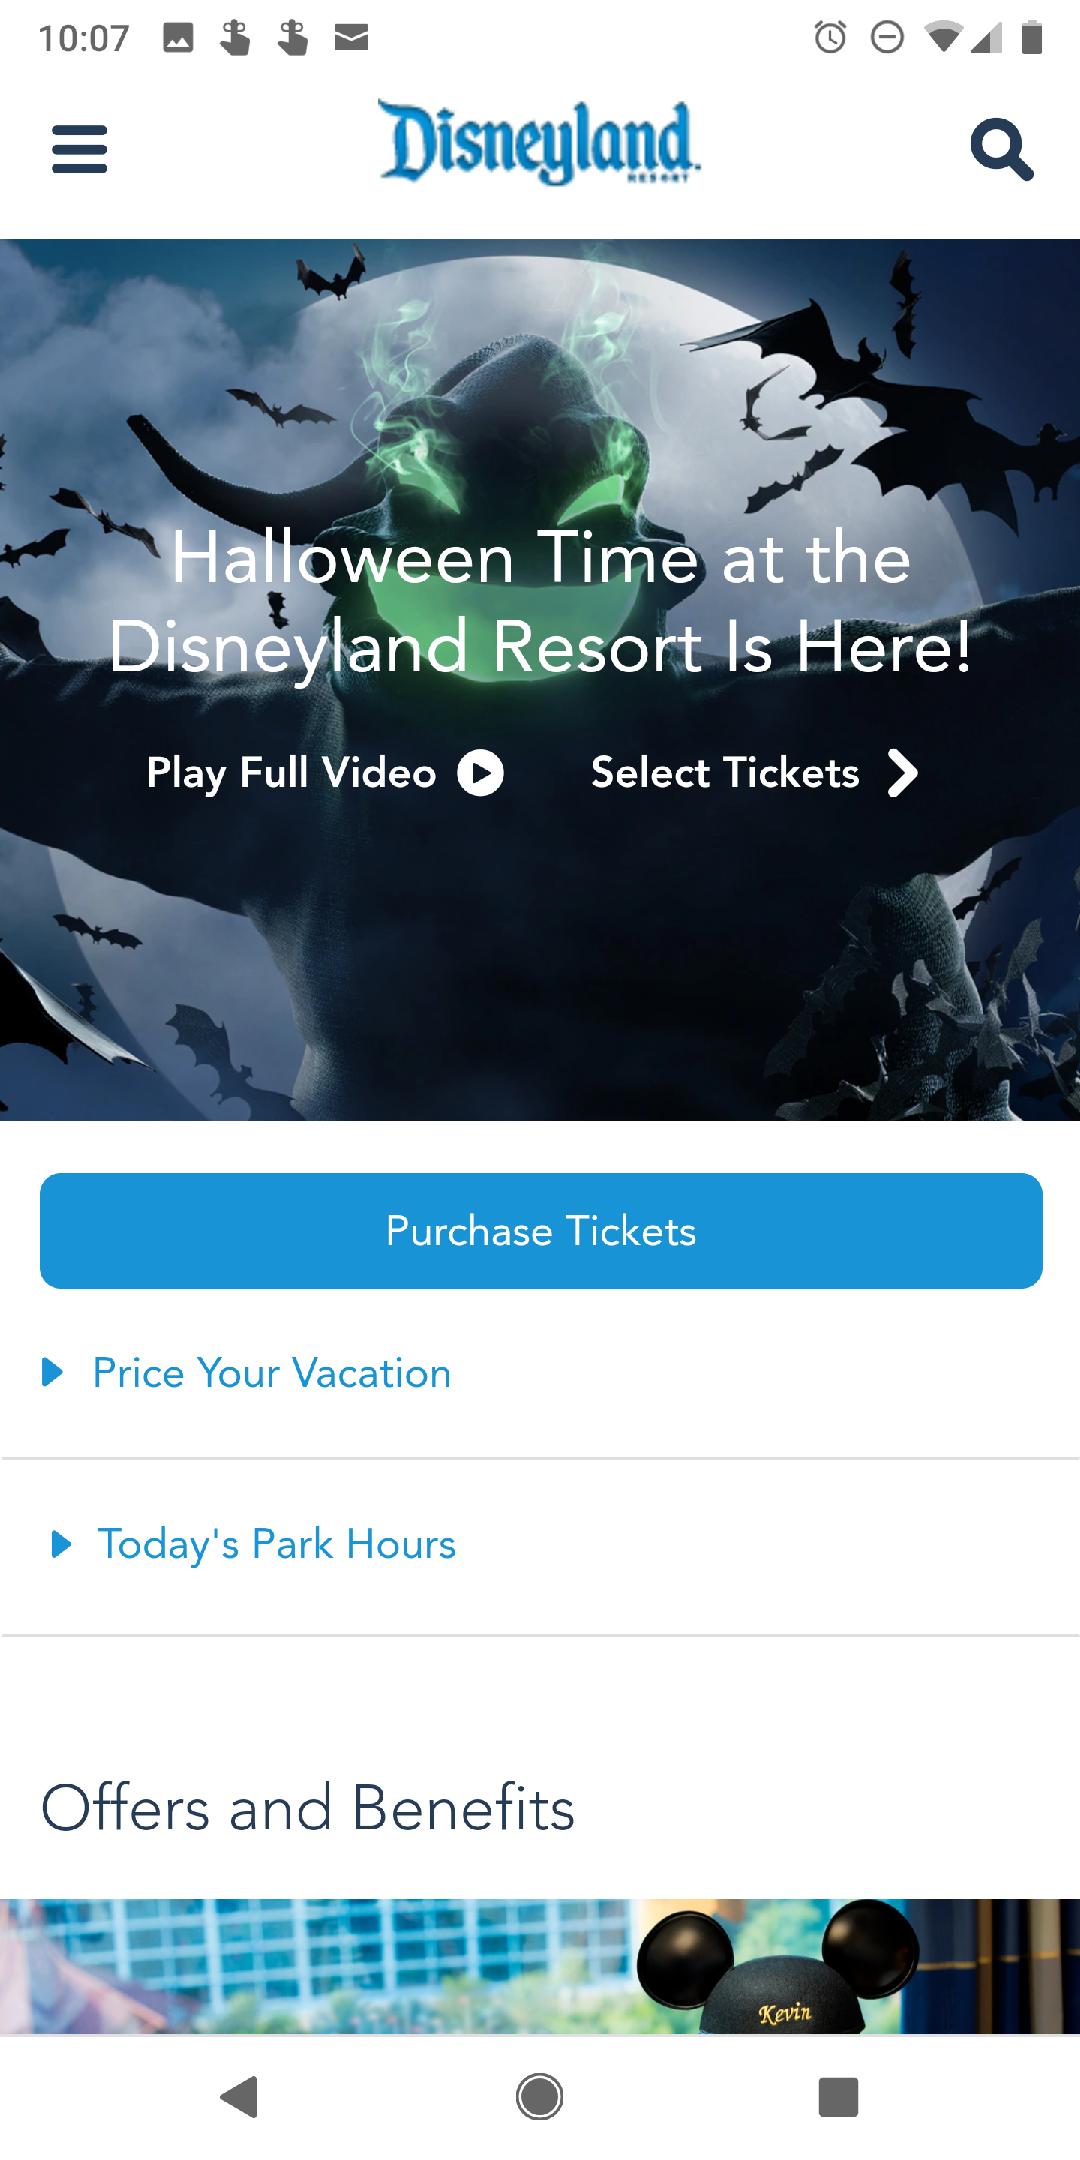 10:07
Disneyland
RESORT
Halloween Time at the
Disneyland Resort Is Here!
Play Full Video
Select Tickets
Purchase Tickets
Price Your Vacation
Today's Park Hours
Offers and Benefits
Kevin